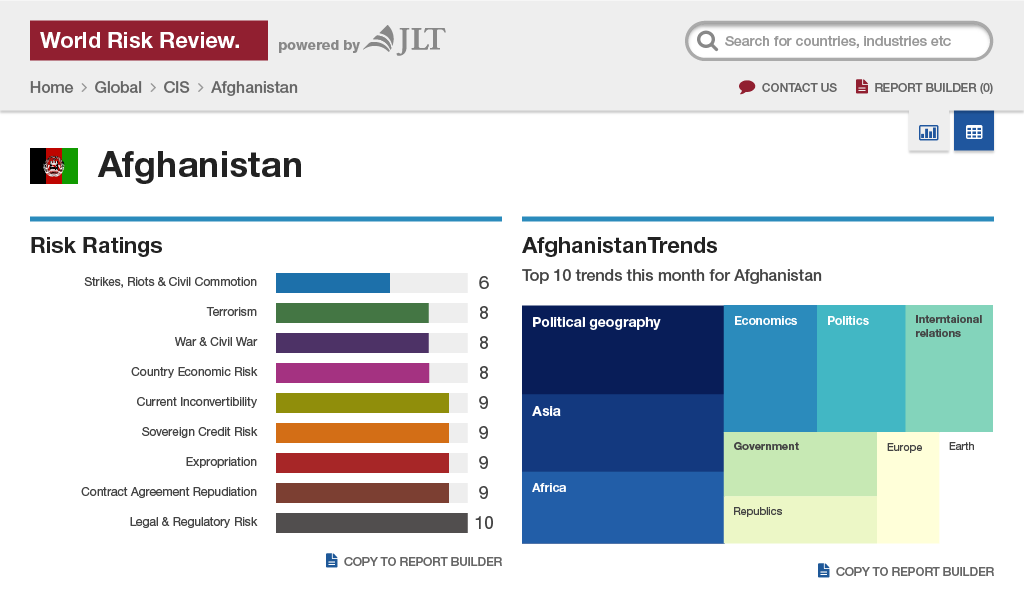 World Risk Review.
powered by JLT
Search for countries, industries etc
Home > Global > CIS > Afghanistan
CONTACT US
REPORT BUILDER (0)
Afghanistan
Risk Ratings
Strikes, Riots & Civil Commotion 6
Terrorism 8
War & Civil War 8
Country Economic Risk 8
Current Inconvertibility 9
Sovereign Credit Risk 9
Expropriation 9
Contract Agreement Repudiation 9
Legal & Regulatory Risk 10
COPY TO REPORT BUILDER
AfghanistanTrends
Top 10 trends this month for Afghanistan
Political geography
Asia
Africa
Economics
Politics
Interntaional
relations
Government
Republics
Europe
Earth
COPY TO REPORT BUILDER